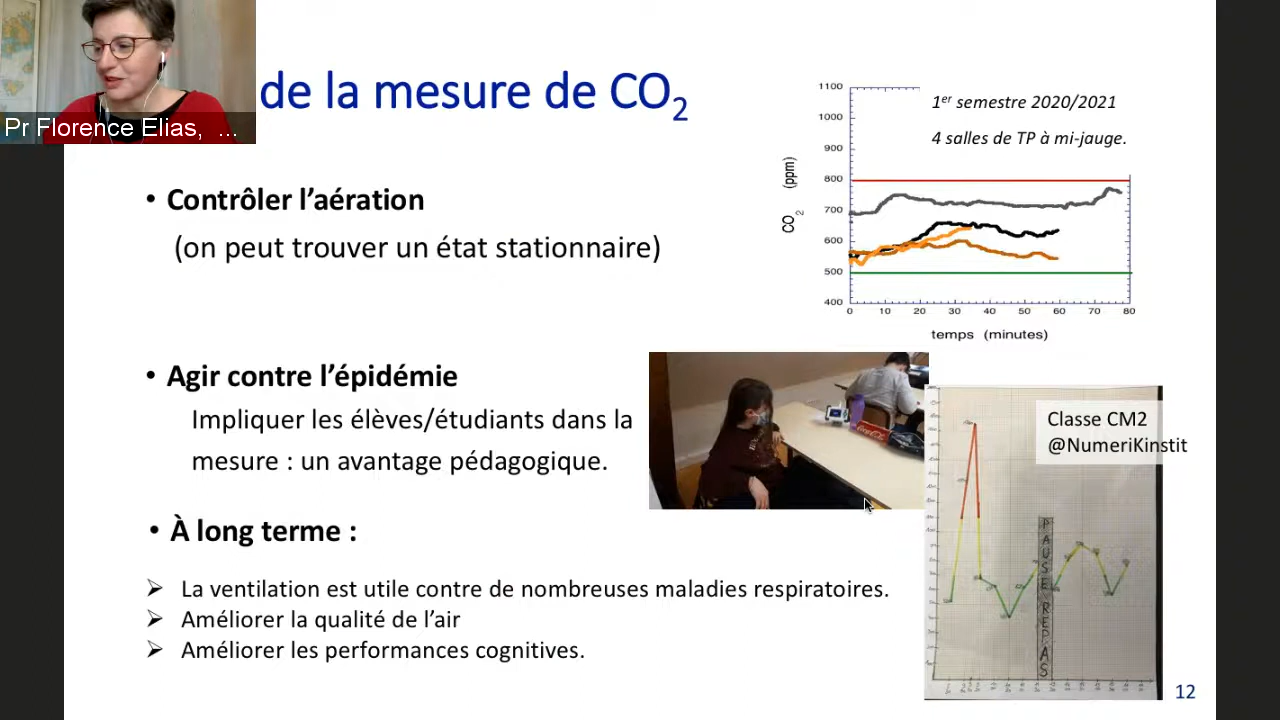 Pr Florence Elias, ...
de la mesure de CO₂
• Contrôler l’aération
(on peut trouver un état stationnaire)
• Agir contre l’épidémie
Impliquer les élèves/étudiants dans la
mesure : un avantage pédagogique.
• À long terme :
➢ La ventilation est utile contre de nombreuses maladies respiratoires.
➢ Améliorer la qualité de l’air
➢ Améliorer les performances cognitives.
1er semestre 2020/2021
4 salles de TP à mi-jauge.
CO₂ (ppm)
1100
1000
900
800
700
600
500
400
0 10 20 30 40 50 60 70 80
temps (minutes)
Classe CM2
@NumeriKinstit
PAUSE REPAS
12